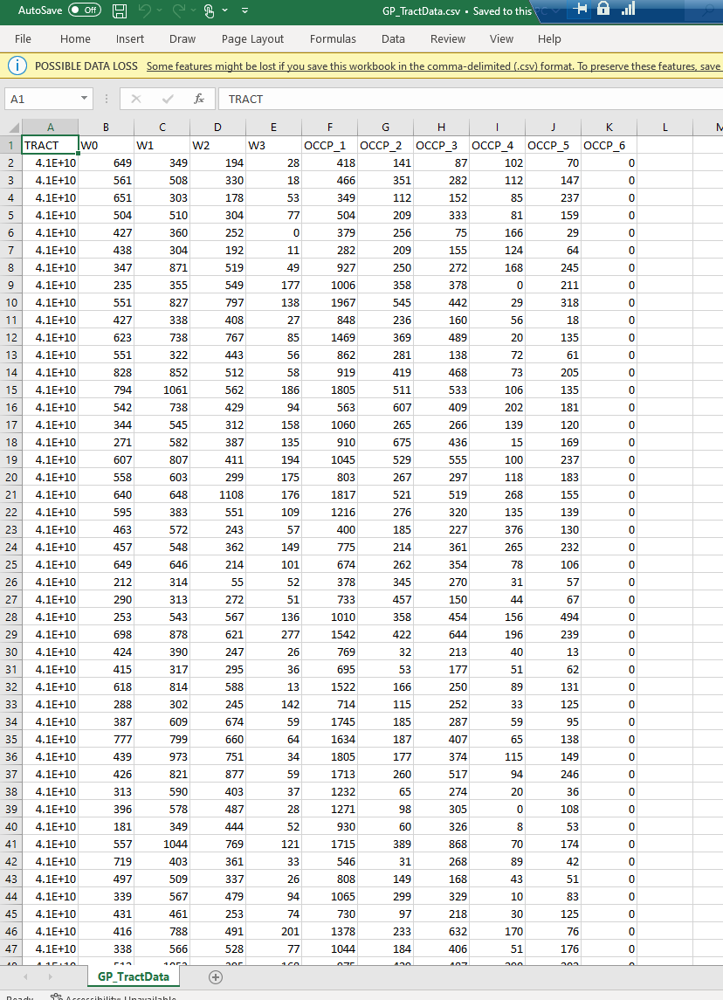 AutoSave Off GP_TractData.csv • Saved to this PC
File Home Insert Draw Page Layout Formulas Data Review View Help
POSSIBLE DATA LOSS Some features might be lost if you save this workbook in the comma-delimited (.csv) format. To preserve these features, save
A1 fx TRACT
A B C D E F G H I J K L M
1 TRACT W0 W1 W2 W3 OCCP_1 OCCP_2 OCCP_3 OCCP_4 OCCP_5 OCCP_6
2 4.1E+10 649 349 194 28 418 141 87 102 70 0
3 4.1E+10 561 508 330 18 466 351 282 112 147 0
4 4.1E+10 651 303 178 53 349 112 152 85 237 0
5 4.1E+10 504 510 304 77 504 209 333 81 159 0
6 4.1E+10 427 360 252 0 379 256 75 166 29 0
7 4.1E+10 438 304 192 11 282 209 155 124 64 0
8 4.1E+10 347 871 519 49 927 250 272 168 245 0
9 4.1E+10 235 355 549 177 1006 358 378 0 211 0
10 4.1E+10 551 827 797 138 1967 545 442 29 318 0
11 4.1E+10 427 338 408 27 848 236 160 56 18 0
12 4.1E+10 623 738 767 85 1469 369 489 20 135 0
13 4.1E+10 551 322 443 56 862 281 138 72 61 0
14 4.1E+10 828 852 512 58 919 419 468 73 205 0
15 4.1E+10 794 1061 562 186 1805 511 533 106 135 0
16 4.1E+10 542 738 429 94 563 607 409 202 181 0
17 4.1E+10 344 545 312 158 1060 265 266 139 120 0
18 4.1E+10 271 582 387 135 910 675 436 15 169 0
19 4.1E+10 607 807 411 194 1045 529 555 100 237 0
20 4.1E+10 558 603 299 175 803 267 297 118 183 0
21 4.1E+10 640 648 1108 176 1817 521 519 268 155 0
22 4.1E+10 595 383 551 109 1216 276 320 135 139 0
23 4.1E+10 463 572 243 57 400 185 227 376 130 0
24 4.1E+10 457 548 362 149 775 214 361 265 232 0
25 4.1E+10 649 646 214 101 674 262 354 78 106 0
26 4.1E+10 212 314 55 52 378 345 270 31 57 0
27 4.1E+10 290 313 272 51 733 457 150 44 67 0
28 4.1E+10 253 543 567 136 1010 358 454 156 494 0
29 4.1E+10 698 878 621 277 1542 422 644 196 239 0
30 4.1E+10 424 390 247 26 769 32 213 40 13 0
31 4.1E+10 415 317 295 36 695 53 177 51 62 0
32 4.1E+10 618 814 588 13 1522 166 250 89 131 0
33 4.1E+10 288 302 245 142 714 115 252 33 125 0
34 4.1E+10 387 609 674 59 1745 185 287 59 95 0
35 4.1E+10 777 799 660 64 1634 187 407 65 138 0
36 4.1E+10 439 973 751 34 1805 177 374 115 149 0
37 4.1E+10 426 821 877 59 1713 260 517 94 246 0
38 4.1E+10 313 590 403 37 1232 65 274 20 36 0
39 4.1E+10 396 578 487 28 1271 98 305 0 108 0
40 4.1E+10 181 349 444 52 930 60 326 8 53 0
41 4.1E+10 557 1044 769 121 1715 389 868 70 174 0
42 4.1E+10 719 403 361 33 546 31 268 89 42 0
43 4.1E+10 497 509 337 26 808 149 168 43 51 0
44 4.1E+10 339 567 479 94 1065 299 329 10 83 0
45 4.1E+10 431 461 253 74 730 97 218 30 125 0
46 4.1E+10 416 788 491 201 1378 233 632 170 76 0
47 4.1E+10 338 566 528 77 1044 184 406 51 176 0
GP_TractData
Ready Accessibility: Unavailable